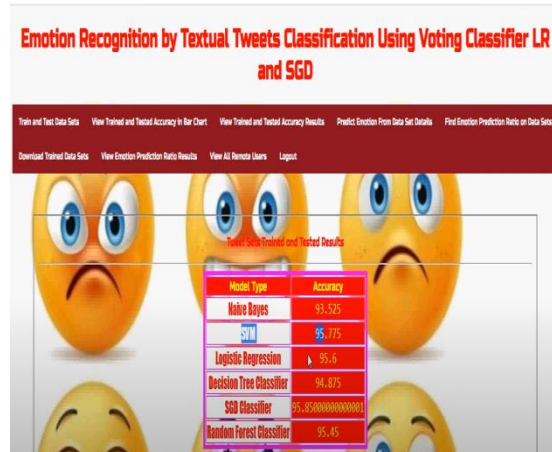 Emotion Recognition by Textual Tweets Classification Using Voting Classifier LR
and SGD
Train and Test Data Sets View Trained and Tested Accuracy in Bar Chart View Trained and Tested Accuracy Results Predict Emotion From Data Set Details Find Emotion Prediction Ratio on Data Sets
Download Trained Data Sets View Emotion Prediction Ratio Results View All Remote Users Logout
Tweet Sets Trained and Tested Results
Model Type Accuracy
Naive Bayes 93.525
SVM 95.775
Logistic Regression 95.6
Decision Tree Classifier 94.875
SGD Classifier 95.85000000000001
Random Forest Classifier 95.45